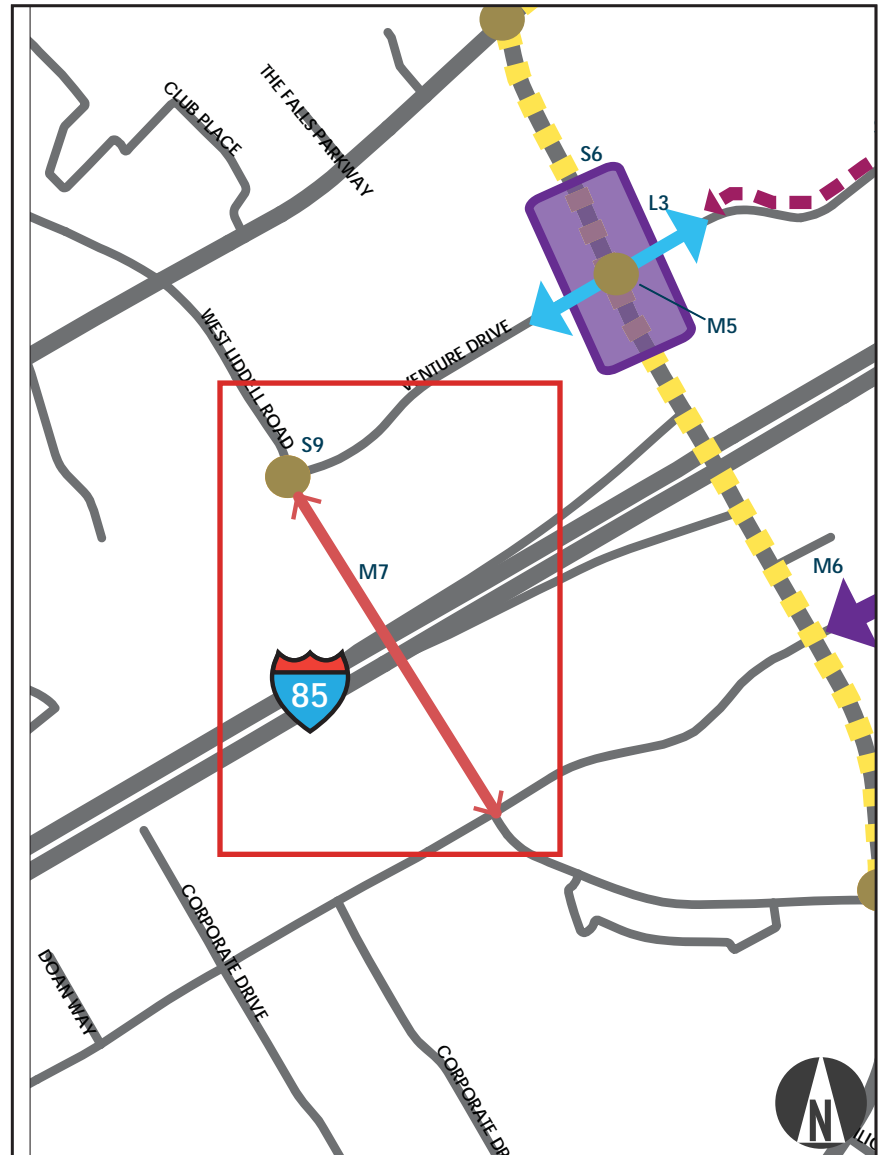 THE FALLS PARKWAY
CLUB PLACE
S6
L3
M5
WEST LIDDELL ROAD
VENTURE DRIVE
S9
M7
M6
85
CORPORATE DRIVE
DOAN WAY
CORPORATE DR
N